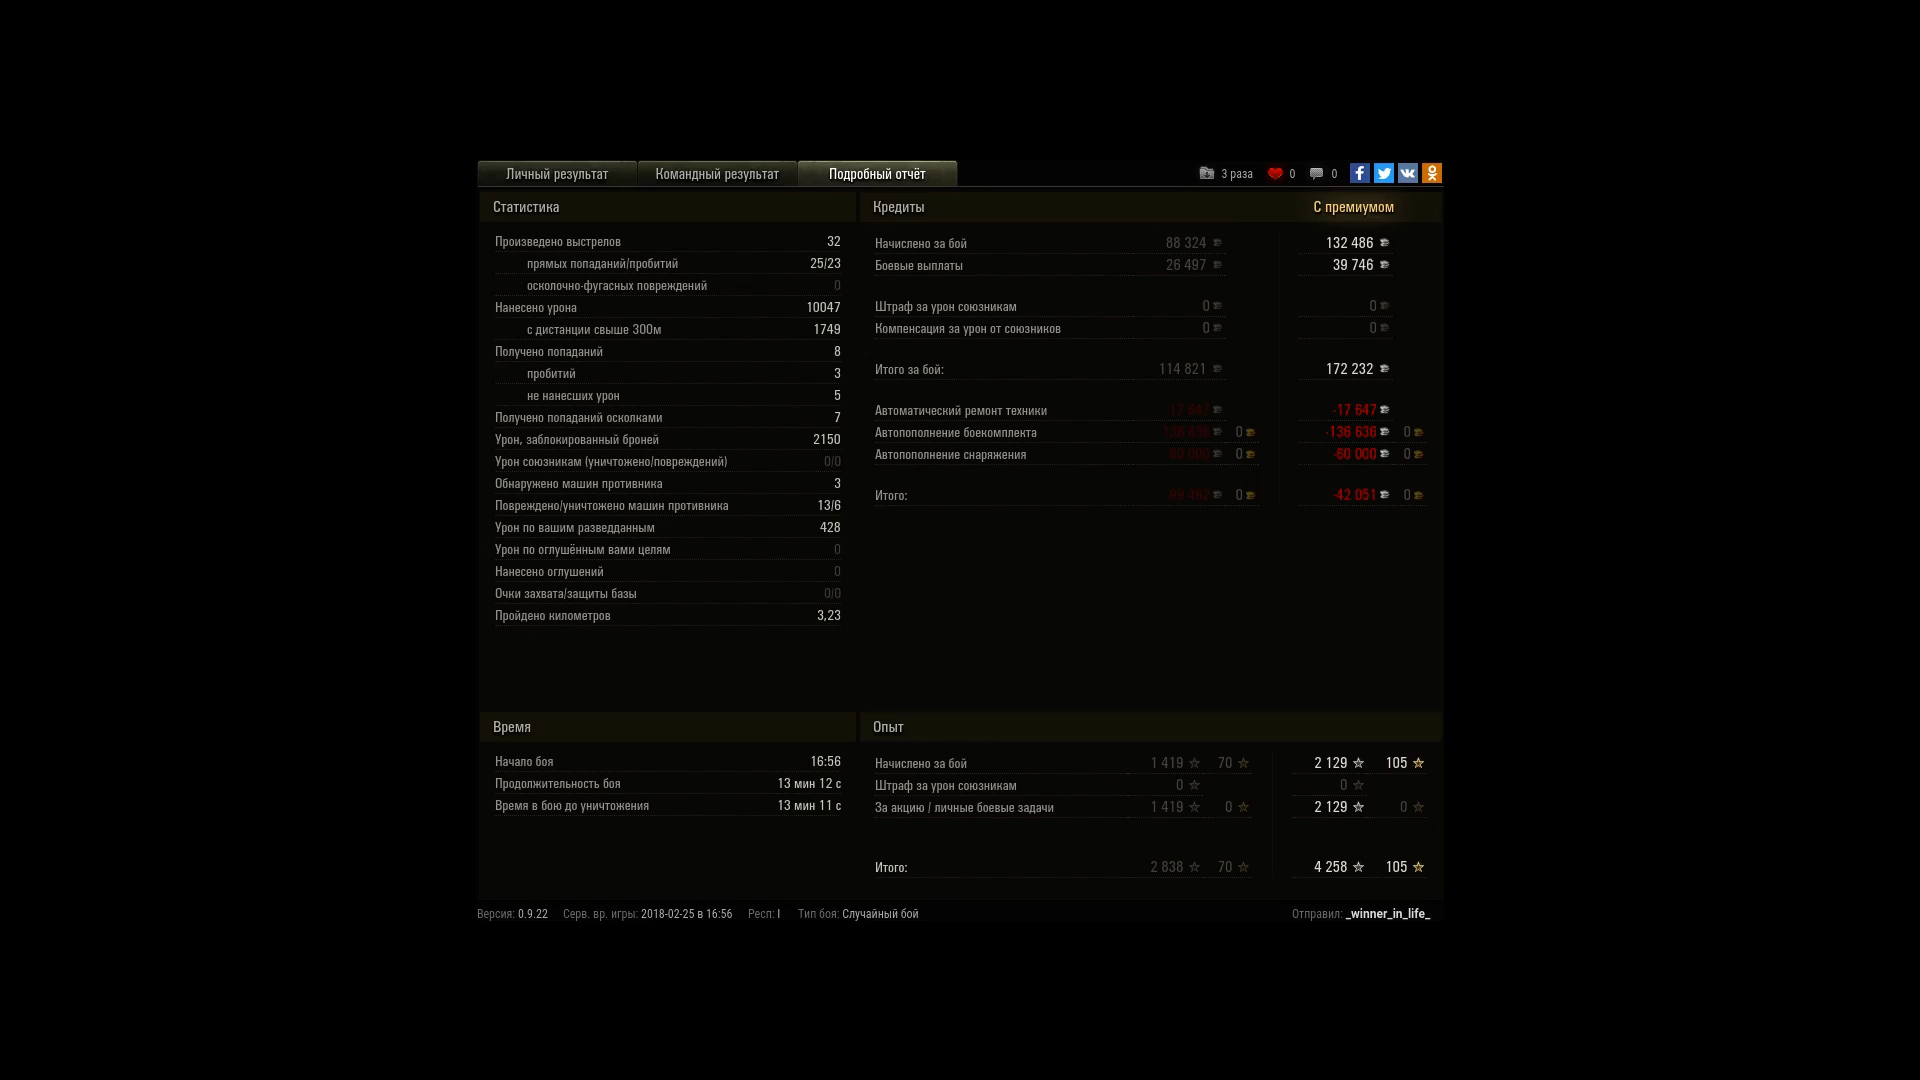 Личный результат Командный результат Подробный отчёт 3 раза 0 0
Статистика
Произведено выстрелов 32
прямых попаданий/пробитий 25/23
осколочно-фугасных повреждений 0
Нанесено урона 10047
с дистанции свыше 300м 1749
Получено попаданий 8
пробитий 3
не нанесших урон 5
Получено попаданий осколками 7
Урон, заблокированный броней 2150
Урон союзникам (уничтожено/повреждений) 0/0
Обнаружено машин противника 3
Повреждено/уничтожено машин противника 13/6
Урон по вашим разведданным 428
Урон по оглушённым вами целям 0
Нанесено оглушений 0
Очки захвата/защиты базы 0/0
Пройдено километров 3,23
Кредиты С премиумом
Начислено за бой 88 324 132 486
Боевые выплаты 26 497 39 746
Штраф за урон союзникам 0 0
Компенсация за урон от союзников 0 0
Итого за бой: 114 821 172 232
Автоматический ремонт техники -17 647 -17 647
Автопополнение боекомплекта 0 -136 636 0
Автопополнение снаряжения 0 -60 000 0
Итого: 0 -42 051 0
Время
Начало боя 16:56
Продолжительность боя 13 мин 12 с
Время в бою до уничтожения 13 мин 11 с
Опыт
Начислено за бой 1 419 70 2 129 105
Штраф за урон союзникам 0 0
За акцию / личные боевые задачи 1 419 0 2 129 0
Итого: 2 838 70 4 258 105
Версия: 0.9.22 Серв. вр. игры: 2018-02-25 в 16:56 Респ: I Тип боя: Случайный бой Отправил: _winner_in_life_